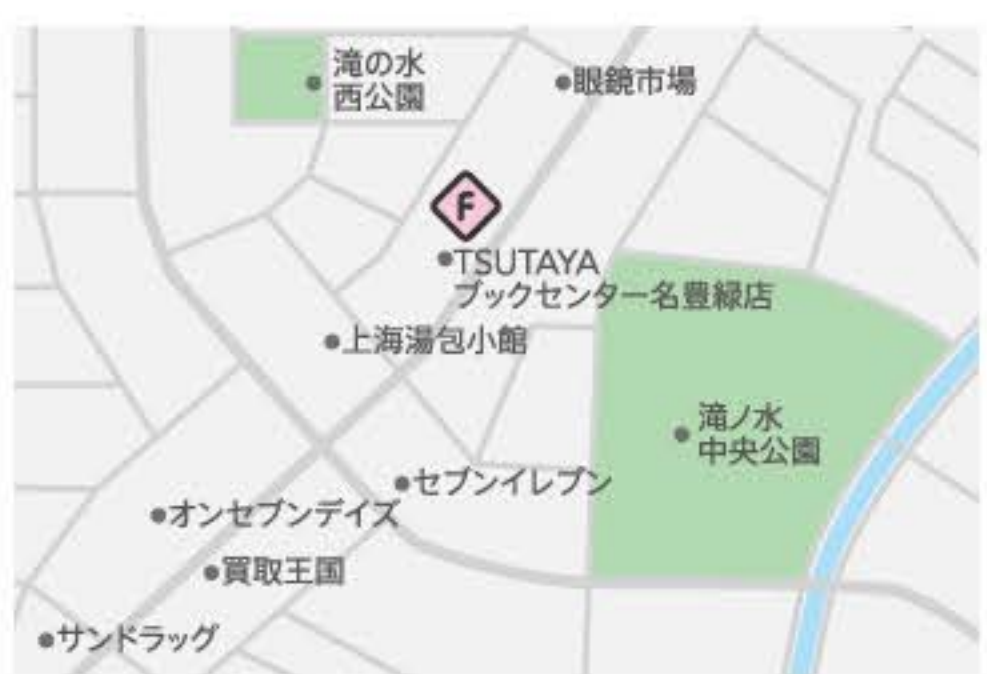 滝の水
西公園
眼鏡市場
F
TSUTAYA
ブックセンター名豊緑店
上海湯包小館
滝ノ水
中央公園
セブンイレブン
オンセブンデイズ
買取王国
サンドラッグ